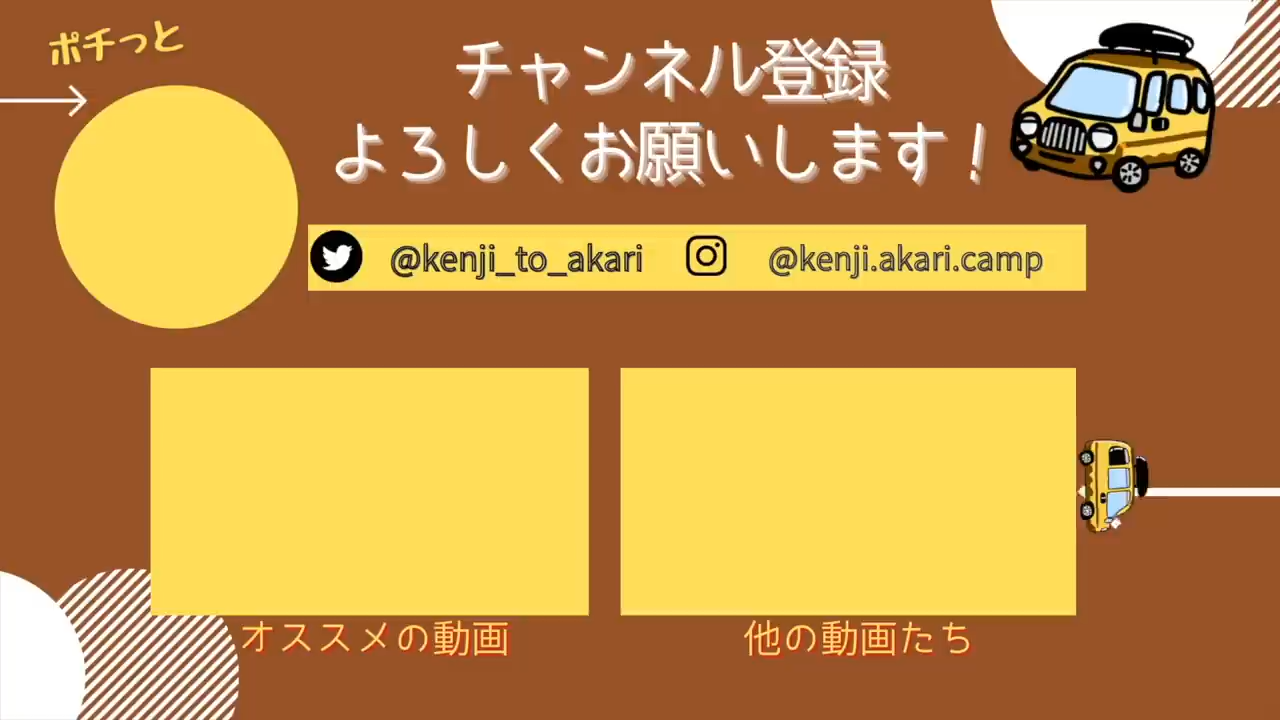 ポチっと
チャンネル登録
よろしくお願いします！
@kenji_to_akari @kenji.akari.camp
オススメの動画 他の動画たち